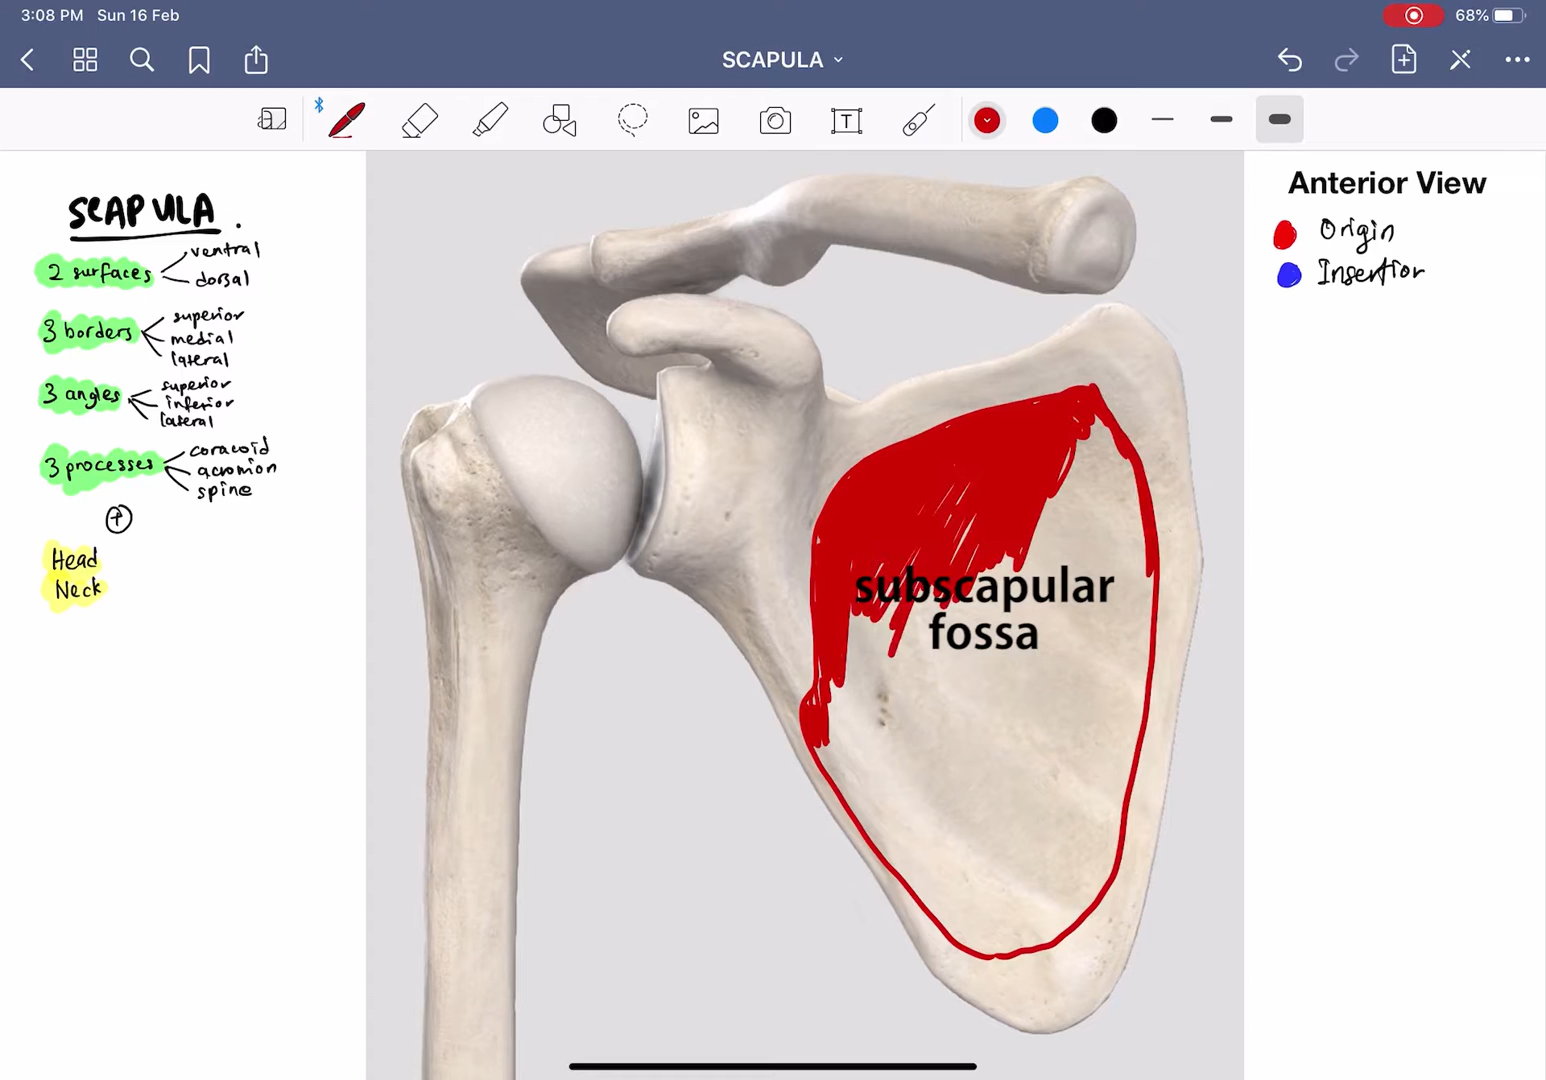 3:08 PM Sun 16 Feb
68%
SCAPULA
T
SCAPULA.
2 surfaces
ventral
dorsal
3 borders
superior
medial
lateral
3 angles
superior
inferior
lateral
3 processes
coracoid
acromion
spine
+
Head
Neck
subscapular
fossa
Anterior View
Origin
Insertion